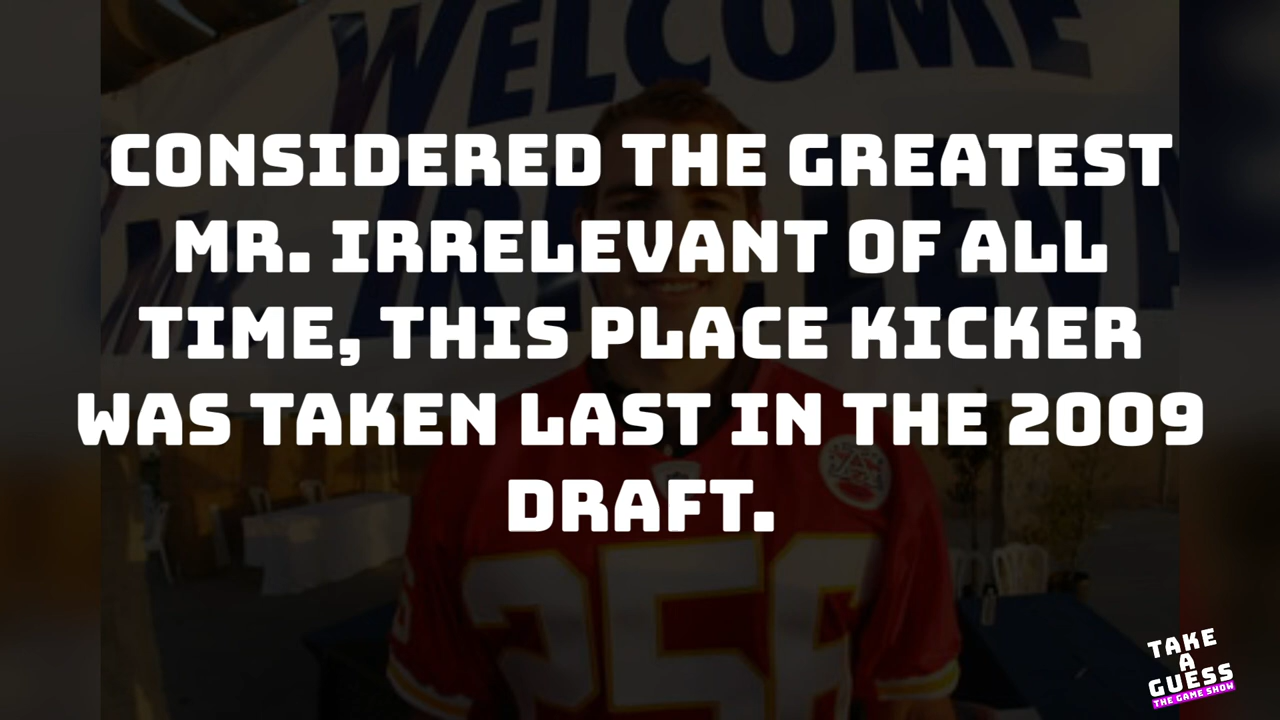 WELCOME
CONSIDERED THE GREATEST
MR. IRRELEVANT OF ALL
TIME, THIS PLACE KICKER
WAS TAKEN LAST IN THE 2009
DRAFT.
256
TAKE
A
GUESS
THE GAME SHOW